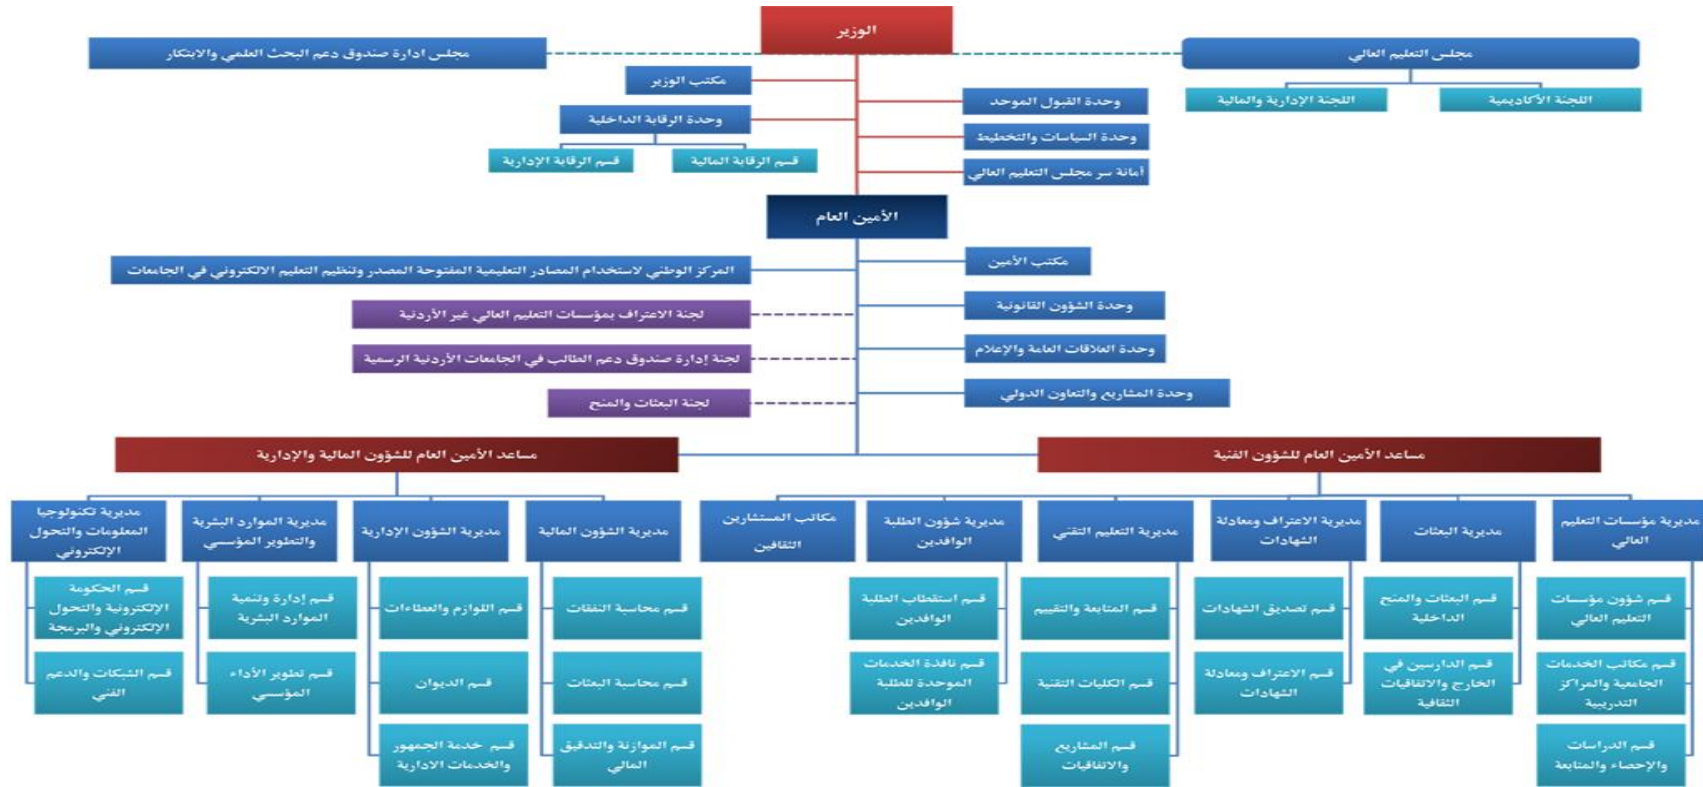 الوزير
مجلس التعليم العالي
مجلس ادارة صندوق دعم البحث العلمي والابتكار
اللجنة الأكاديمية
اللجنة الإدارية والمالية
مكتب الوزير
وحدة القبول الموحد
وحدة الرقابة الداخلية
وحدة السياسات والتخطيط
قسم الرقابة المالية
قسم الرقابة الإدارية
أمانة سر مجلس التعليم العالي
الأمين العام
مكتب الأمين
المركز الوطني لاستخدام المصادر التعليمية المفتوحة المصدر وتنظيم التعليم الالكتروني في الجامعات
وحدة الشؤون القانونية
لجنة الاعتراف بمؤسسات التعليم العالي غير الأردنية
وحدة العلاقات العامة والإعلام
لجنة إدارة صندوق دعم الطالب في الجامعات الأردنية الرسمية
وحدة المشاريع والتعاون الدولي
لجنة البعثات والمنح
مساعد الأمين العام للشؤون الفنية
مساعد الأمين العام للشؤون المالية والإدارية
مديرية مؤسسات التعليم
العالي
مديرية البعثات
مديرية الاعتراف ومعادلة
الشهادات
مديرية التعليم التقني
مديرية شؤون الطلبة
الوافدين
مكاتب المستشارين
الثقافين
مديرية الشؤون المالية
مديرية الشؤون الإدارية
مديرية الموارد البشرية
والتطوير المؤسسي
مديرية تكنولوجيا
المعلومات والتحول
الإلكتروني
قسم شؤون مؤسسات
التعليم العالي
قسم البعثات والمنح
الداخلية
قسم تصديق الشهادات
قسم المتابعة والتقييم
قسم استقطاب الطلبة
الوافدين
قسم محاسبة النفقات
قسم اللوازم والعطاءات
قسم إدارة وتنمية
الموارد البشرية
قسم الحكومة
الإلكترونية والتحول
الإلكتروني والبرمجة
قسم مكاتب الخدمات
الجامعية والمراكز
التدريبية
قسم الدارسين في
الخارج والاتفاقيات
الثقافية
قسم الاعتراف ومعادلة
الشهادات
قسم الكليات التقنية
قسم نافذة الخدمات
الموحدة للطلبة
الوافدين
قسم محاسبة البعثات
قسم الديوان
قسم تطوير الأداء
المؤسسي
قسم الشبكات والدعم
الفني
قسم الدراسات
والإحصاء والمتابعة
قسم المشاريع
والاتفاقيات
قسم الموازنة والتدقيق
المالي
قسم خدمة الجمهور
والخدمات الادارية